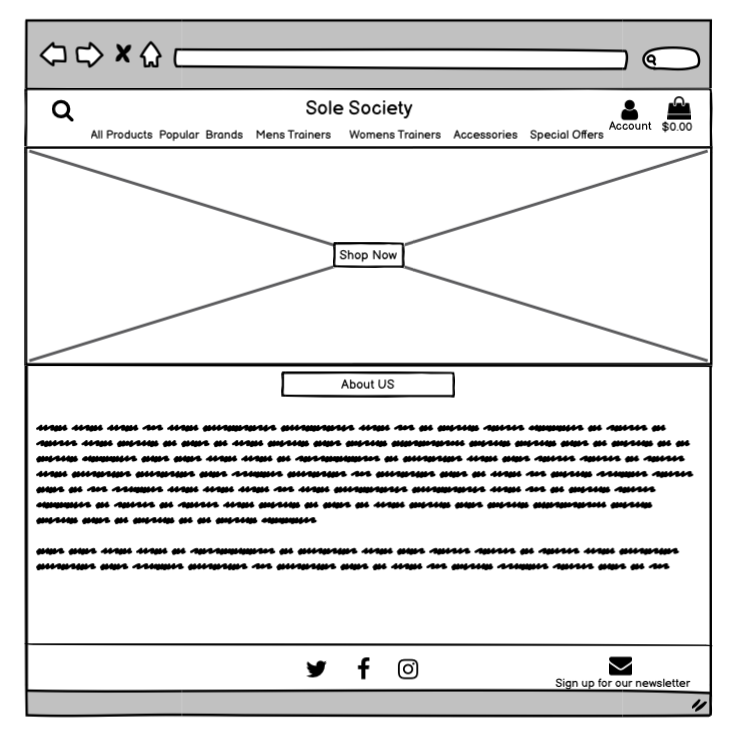 Sole Society
Account
$0.00
All Products Popular Brands Mens Trainers Womens Trainers Accessories Special Offers
Shop Now
About US
Sign up for our newsletter